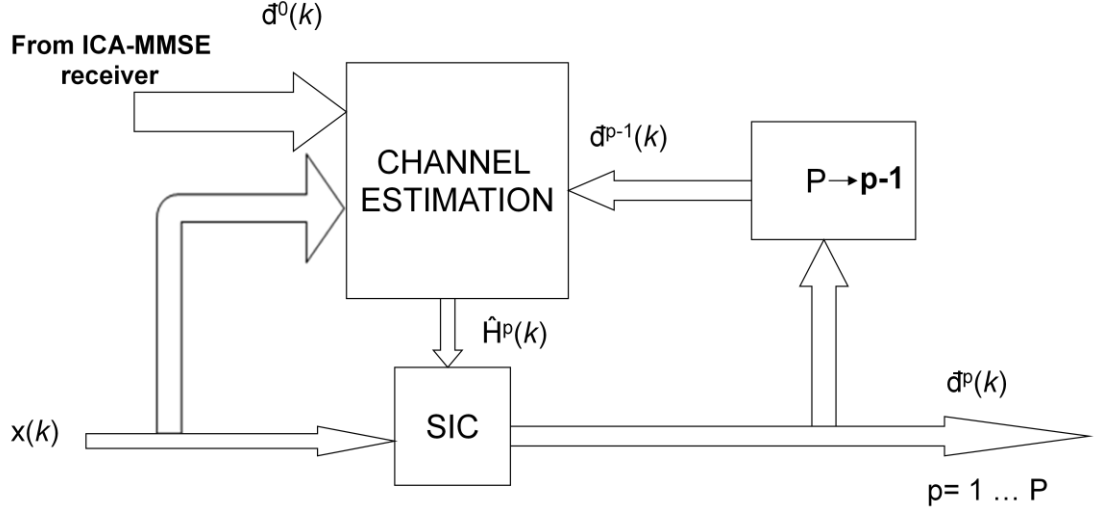 đ⁰(k)
From ICA-MMSE
receiver
CHANNEL
ESTIMATION
đᵖ⁻¹(k)
P→p-1
Ĥᵖ(k)
đᵖ(k)
x(k)
SIC
p= 1 ... P